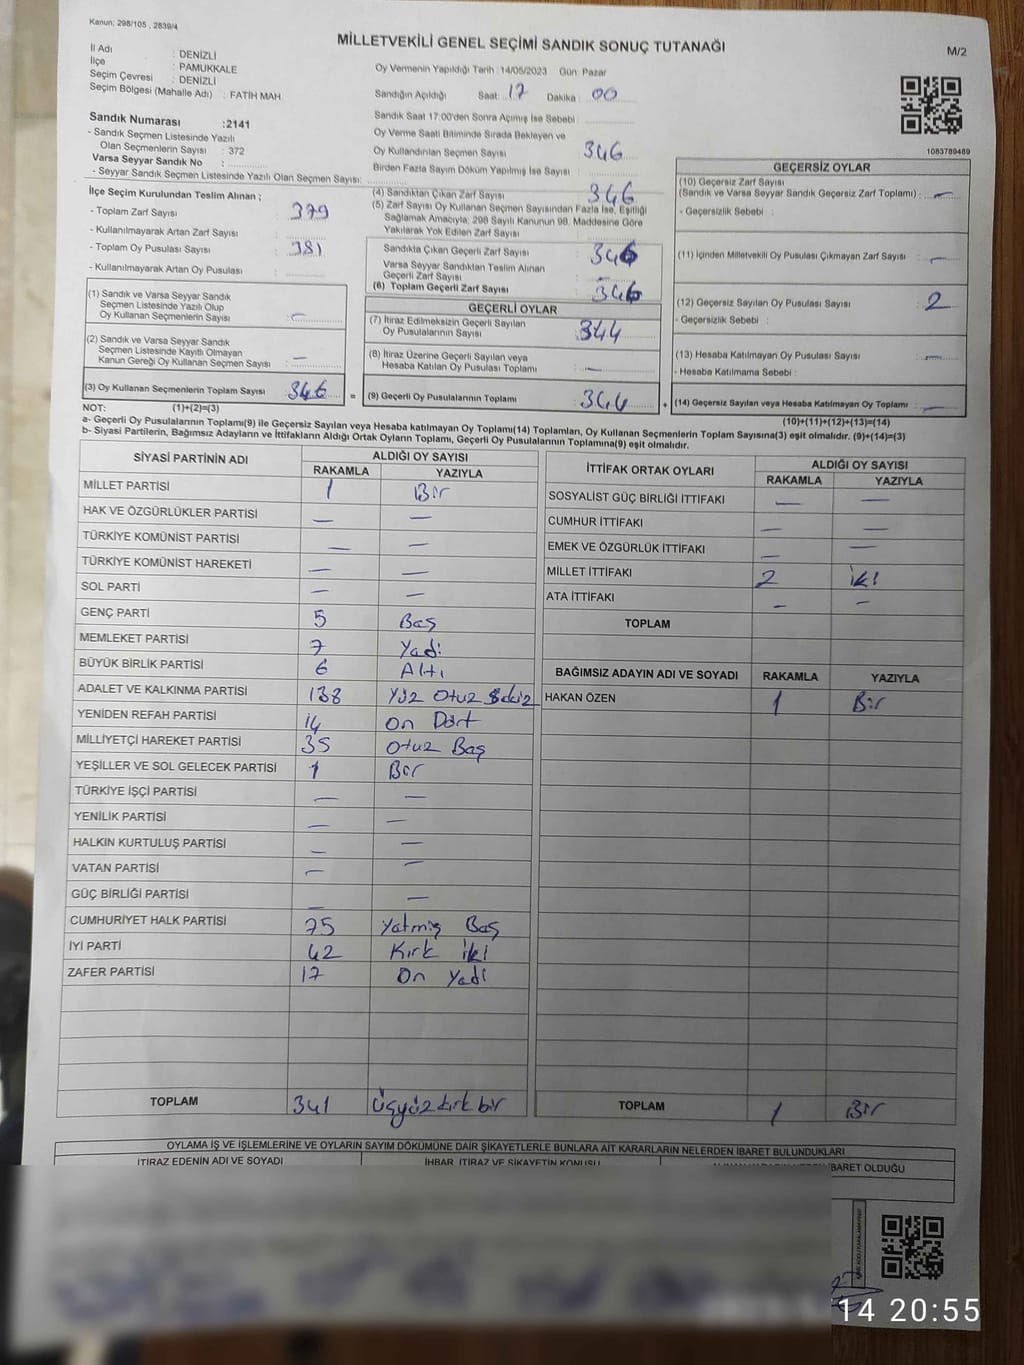 Kanun; 298/105 , 2839/4
MİLLETVEKİLİ GENEL SEÇİMİ SANDIK SONUÇ TUTANAĞI
M/2
İl Adı : DENİZLİ
İlçe : PAMUKKALE
Seçim Çevresi : DENİZLİ
Seçim Bölgesi (Mahalle Adı) : FATİH MAH.
Oy Vermenin Yapıldığı Tarih :14/05/2023 Gün Pazar
Sandığın Açıldığı Saat: 17 Dakika : 00
Sandık Saat 17:00'den Sonra Açımış İse Sebebi :
Oy Verme Saati Bitiminde Sırada Bekleyen ve
Oy Kullandırılan Seçmen Sayısı : 346
Birden Fazla Sayım Döküm Yapılmış İse Sayısı :
1083789489
Sandık Numarası :2141
- Sandık Seçmen Listesinde Yazılı
Olan Seçmenlerin Sayısı : 372
Varsa Seyyar Sandık No :
- Seyyar Sandık Seçmen Listesinde Yazılı Olan Seçmen Sayısı:
İlçe Seçim Kurulundan Teslim Alınan ;
- Toplam Zarf Sayısı : 379
- Kullanılmayarak Artan Zarf Sayısı :
- Toplam Oy Pusulası Sayısı : 381
- Kullanılmayarak Artan Oy Pusulası :
(1) Sandık ve Varsa Seyyar Sandık
Seçmen Listesinde Yazılı Olup
Oy Kullanan Seçmenlerin Sayısı : —
(2) Sandık ve Varsa Seyyar Sandık
Seçmen Listesinde Kayıtlı Olmayan
Kanun Gereği Oy Kullanan Seçmen Sayısı : —
(3) Oy Kullanan Seçmenlerin Toplam Sayısı : 346
(4) Sandıktan Çıkan Zarf Sayısı : 346
(5) Zarf Sayısı Oy Kullanan Seçmen Sayısından Fazla İse, Eşitliği
Sağlamak Amacıyla; 298 Sayılı Kanunun 98. Maddesine Göre
Yakılarak Yok Edilen Zarf Sayısı :
Sandıkta Çıkan Geçerli Zarf Sayısı : 346
Varsa Seyyar Sandıktan Teslim Alınan
Geçerli Zarf Sayısı : —
(6) Toplam Geçerli Zarf Sayısı : 346
GEÇERLİ OYLAR
(7) İtiraz Edilmeksizin Geçerli Sayılan
Oy Pusulalarının Sayısı : 344
(8) İtiraz Üzerine Geçerli Sayılan veya
Hesaba Katılan Oy Pusulası Toplamı : —
= (9) Geçerli Oy Pusulalarının Toplamı : 344
GEÇERSİZ OYLAR
(10) Geçersiz Zarf Sayısı
(Sandık ve Varsa Seyyar Sandık Geçersiz Zarf Toplamı) : —
- Geçersizlik Sebebi :
(11) İçinden Milletvekili Oy Pusulası Çıkmayan Zarf Sayısı : —
(12) Geçersiz Sayılan Oy Pusulası Sayısı : 2
- Geçersizlik Sebebi :
(13) Hesaba Katılmayan Oy Pusulası Sayısı : —
- Hesaba Katılmama Sebebi :
+ (14) Geçersiz Sayılan veya Hesaba Katılmayan Oy Toplamı : —
NOT: (1)+(2)=(3) (10)+(11)+(12)+(13)=(14)
a- Geçerli Oy Pusulalarının Toplamı(9) ile Geçersiz Sayılan veya Hesaba katılmayan Oy Toplamı(14) Toplamları, Oy Kullanan Seçmenlerin Toplam Sayısına(3) eşit olmalıdır. (9)+(14)=(3)
b- Siyasi Partilerin, Bağımsız Adayların ve İttifakların Aldığı Ortak Oyların Toplamı, Geçerli Oy Pusulalarının Toplamına(9) eşit olmalıdır.
SİYASİ PARTİNİN ADI ALDIĞI OY SAYISI
RAKAMLA YAZIYLA
MİLLET PARTİSİ 1 Bir
HAK VE ÖZGÜRLÜKLER PARTİSİ — —
TÜRKİYE KOMÜNİST PARTİSİ — —
TÜRKİYE KOMÜNİST HAREKETİ — —
SOL PARTİ — —
GENÇ PARTİ 5 Baş
MEMLEKET PARTİSİ 7 Yadi
BÜYÜK BİRLİK PARTİSİ 6 Altı
ADALET VE KALKINMA PARTİSİ 138 Yüz Otuz Sekiz
YENİDEN REFAH PARTİSİ 14 On Dört
MİLLİYETÇİ HAREKET PARTİSİ 35 Otuz Baş
YEŞİLLER VE SOL GELECEK PARTİSİ 1 Bir
TÜRKİYE İŞÇİ PARTİSİ — —
YENİLİK PARTİSİ — —
HALKIN KURTULUŞ PARTİSİ — —
VATAN PARTİSİ — —
GÜÇ BİRLİĞİ PARTİSİ — —
CUMHURİYET HALK PARTİSİ 75 Yatmiş Baş
İYİ PARTİ 42 Kırk İki
ZAFER PARTİSİ 17 On Yadi
TOPLAM 341 Üçyüz kırk bir
İTTİFAK ORTAK OYLARI ALDIĞI OY SAYISI
RAKAMLA YAZIYLA
SOSYALİST GÜÇ BİRLİĞİ İTTİFAKI — —
CUMHUR İTTİFAKI — —
EMEK VE ÖZGÜRLÜK İTTİFAKI — —
MİLLET İTTİFAKI 2 iki
ATA İTTİFAKI — —
TOPLAM
BAĞIMSIZ ADAYIN ADI VE SOYADI RAKAMLA YAZIYLA
HAKAN ÖZEN 1 Bir
TOPLAM 1 Bir
OYLAMA İŞ VE İŞLEMLERİNE VE OYLARIN SAYIM DÖKÜMÜNE DAİR ŞİKAYETLERLE BUNLARA AİT KARARLARIN NELERDEN İBARET BULUNDUKLARI
İTİRAZ EDENİN ADI VE SOYADI İHBAR, İTİRAZ VE ŞİKAYETİN KONUSU İBARET OLDUĞU
14 20:55